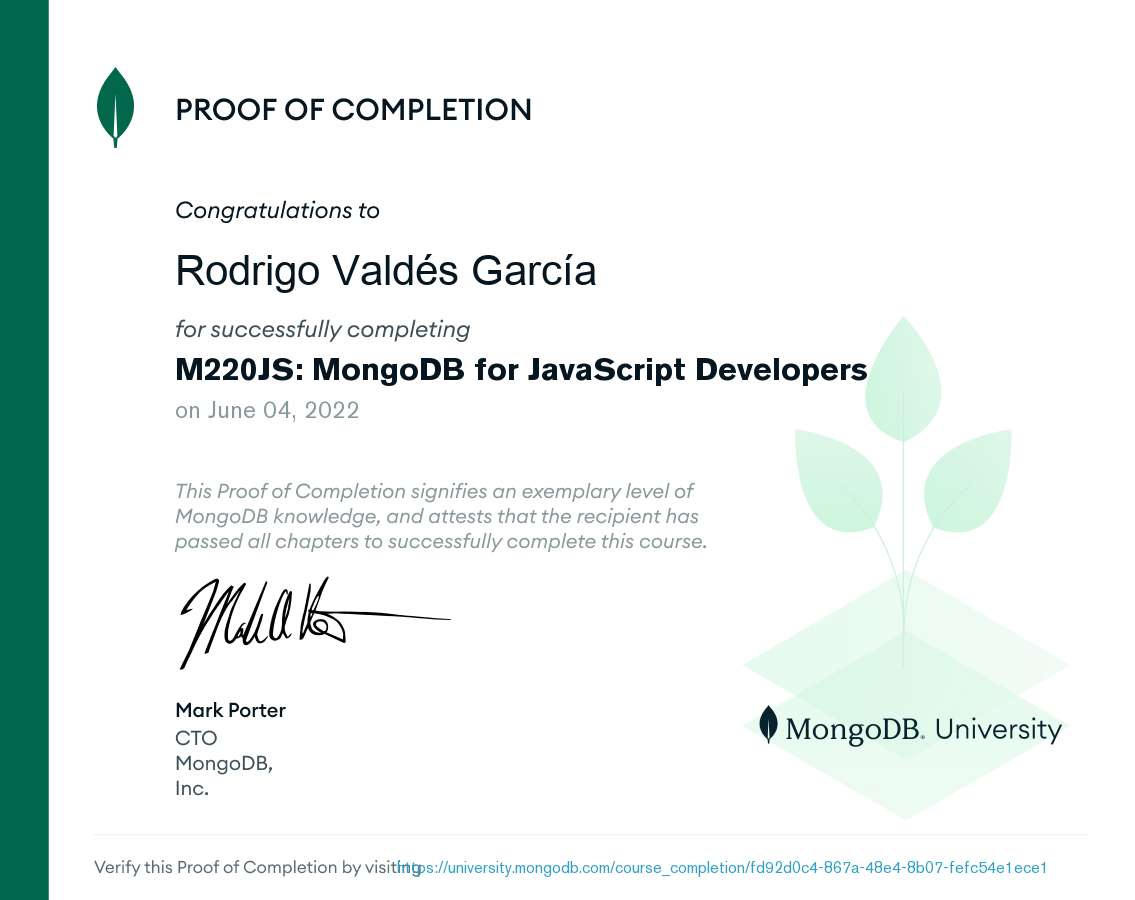 PROOF OF COMPLETION
Congratulations to
Rodrigo Valdés García
for successfully completing
M220JS: MongoDB for JavaScript Developers
on June 04, 2022
This Proof of Completion signifies an exemplary level of
MongoDB knowledge, and attests that the recipient has
passed all chapters to successfully complete this course.
Mark Porter
CTO
MongoDB,
Inc.
MongoDB. University
Verify this Proof of Completion by visiting https://university.mongodb.com/course_completion/fd92d0c4-867a-48e4-8b07-fefc54e1ece1